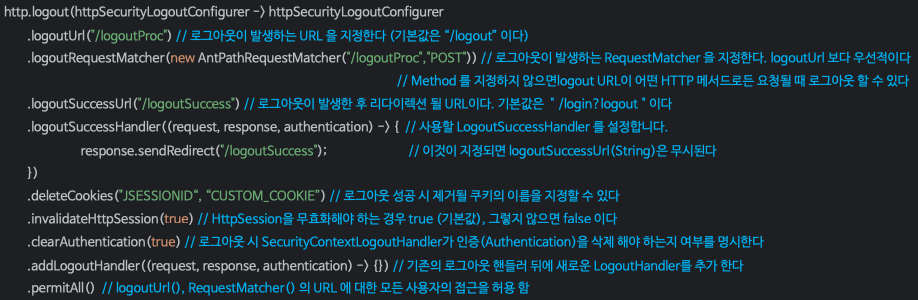 http.logout(httpSecurityLogoutConfigurer -> httpSecurityLogoutConfigurer
.logoutUrl("/logoutProc") // 로그아웃이 발생하는 URL 을 지정한다 (기본값은 "/logout" 이다)
.logoutRequestMatcher(new AntPathRequestMatcher("/logoutProc","POST")) // 로그아웃이 발생하는 RequestMatcher 을 지정한다. logoutUrl 보다 우선적이다
// Method 를 지정하지 않으면logout URL이 어떤 HTTP 메서드로든 요청될 때 로그아웃 할 수 있다
.logoutSuccessUrl("/logoutSuccess") // 로그아웃이 발생한 후 리다이렉션 될 URL이다. 기본값은 " /login?logout " 이다
.logoutSuccessHandler((request, response, authentication) -> { // 사용할 LogoutSuccessHandler 를 설정합니다.
response.sendRedirect("/logoutSuccess"); // 이것이 지정되면 logoutSuccessUrl(String)은 무시된다
})
.deleteCookies("JSESSIONID", "CUSTOM_COOKIE") // 로그아웃 성공 시 제거될 쿠키의 이름을 지정할 수 있다
.invalidateHttpSession(true) // HttpSession을 무효화해야 하는 경우 true (기본값), 그렇지 않으면 false 이다
.clearAuthentication(true) // 로그아웃 시 SecurityContextLogoutHandler가 인증(Authentication)을 삭제 해야 하는지 여부를 명시한다
.addLogoutHandler((request, response, authentication) -> {}) // 기존의 로그아웃 핸들러 뒤에 새로운 LogoutHandler를 추가 한다
.permitAll() // logoutUrl(), RequestMatcher() 의 URL 에 대한 모든 사용자의 접근을 허용 함